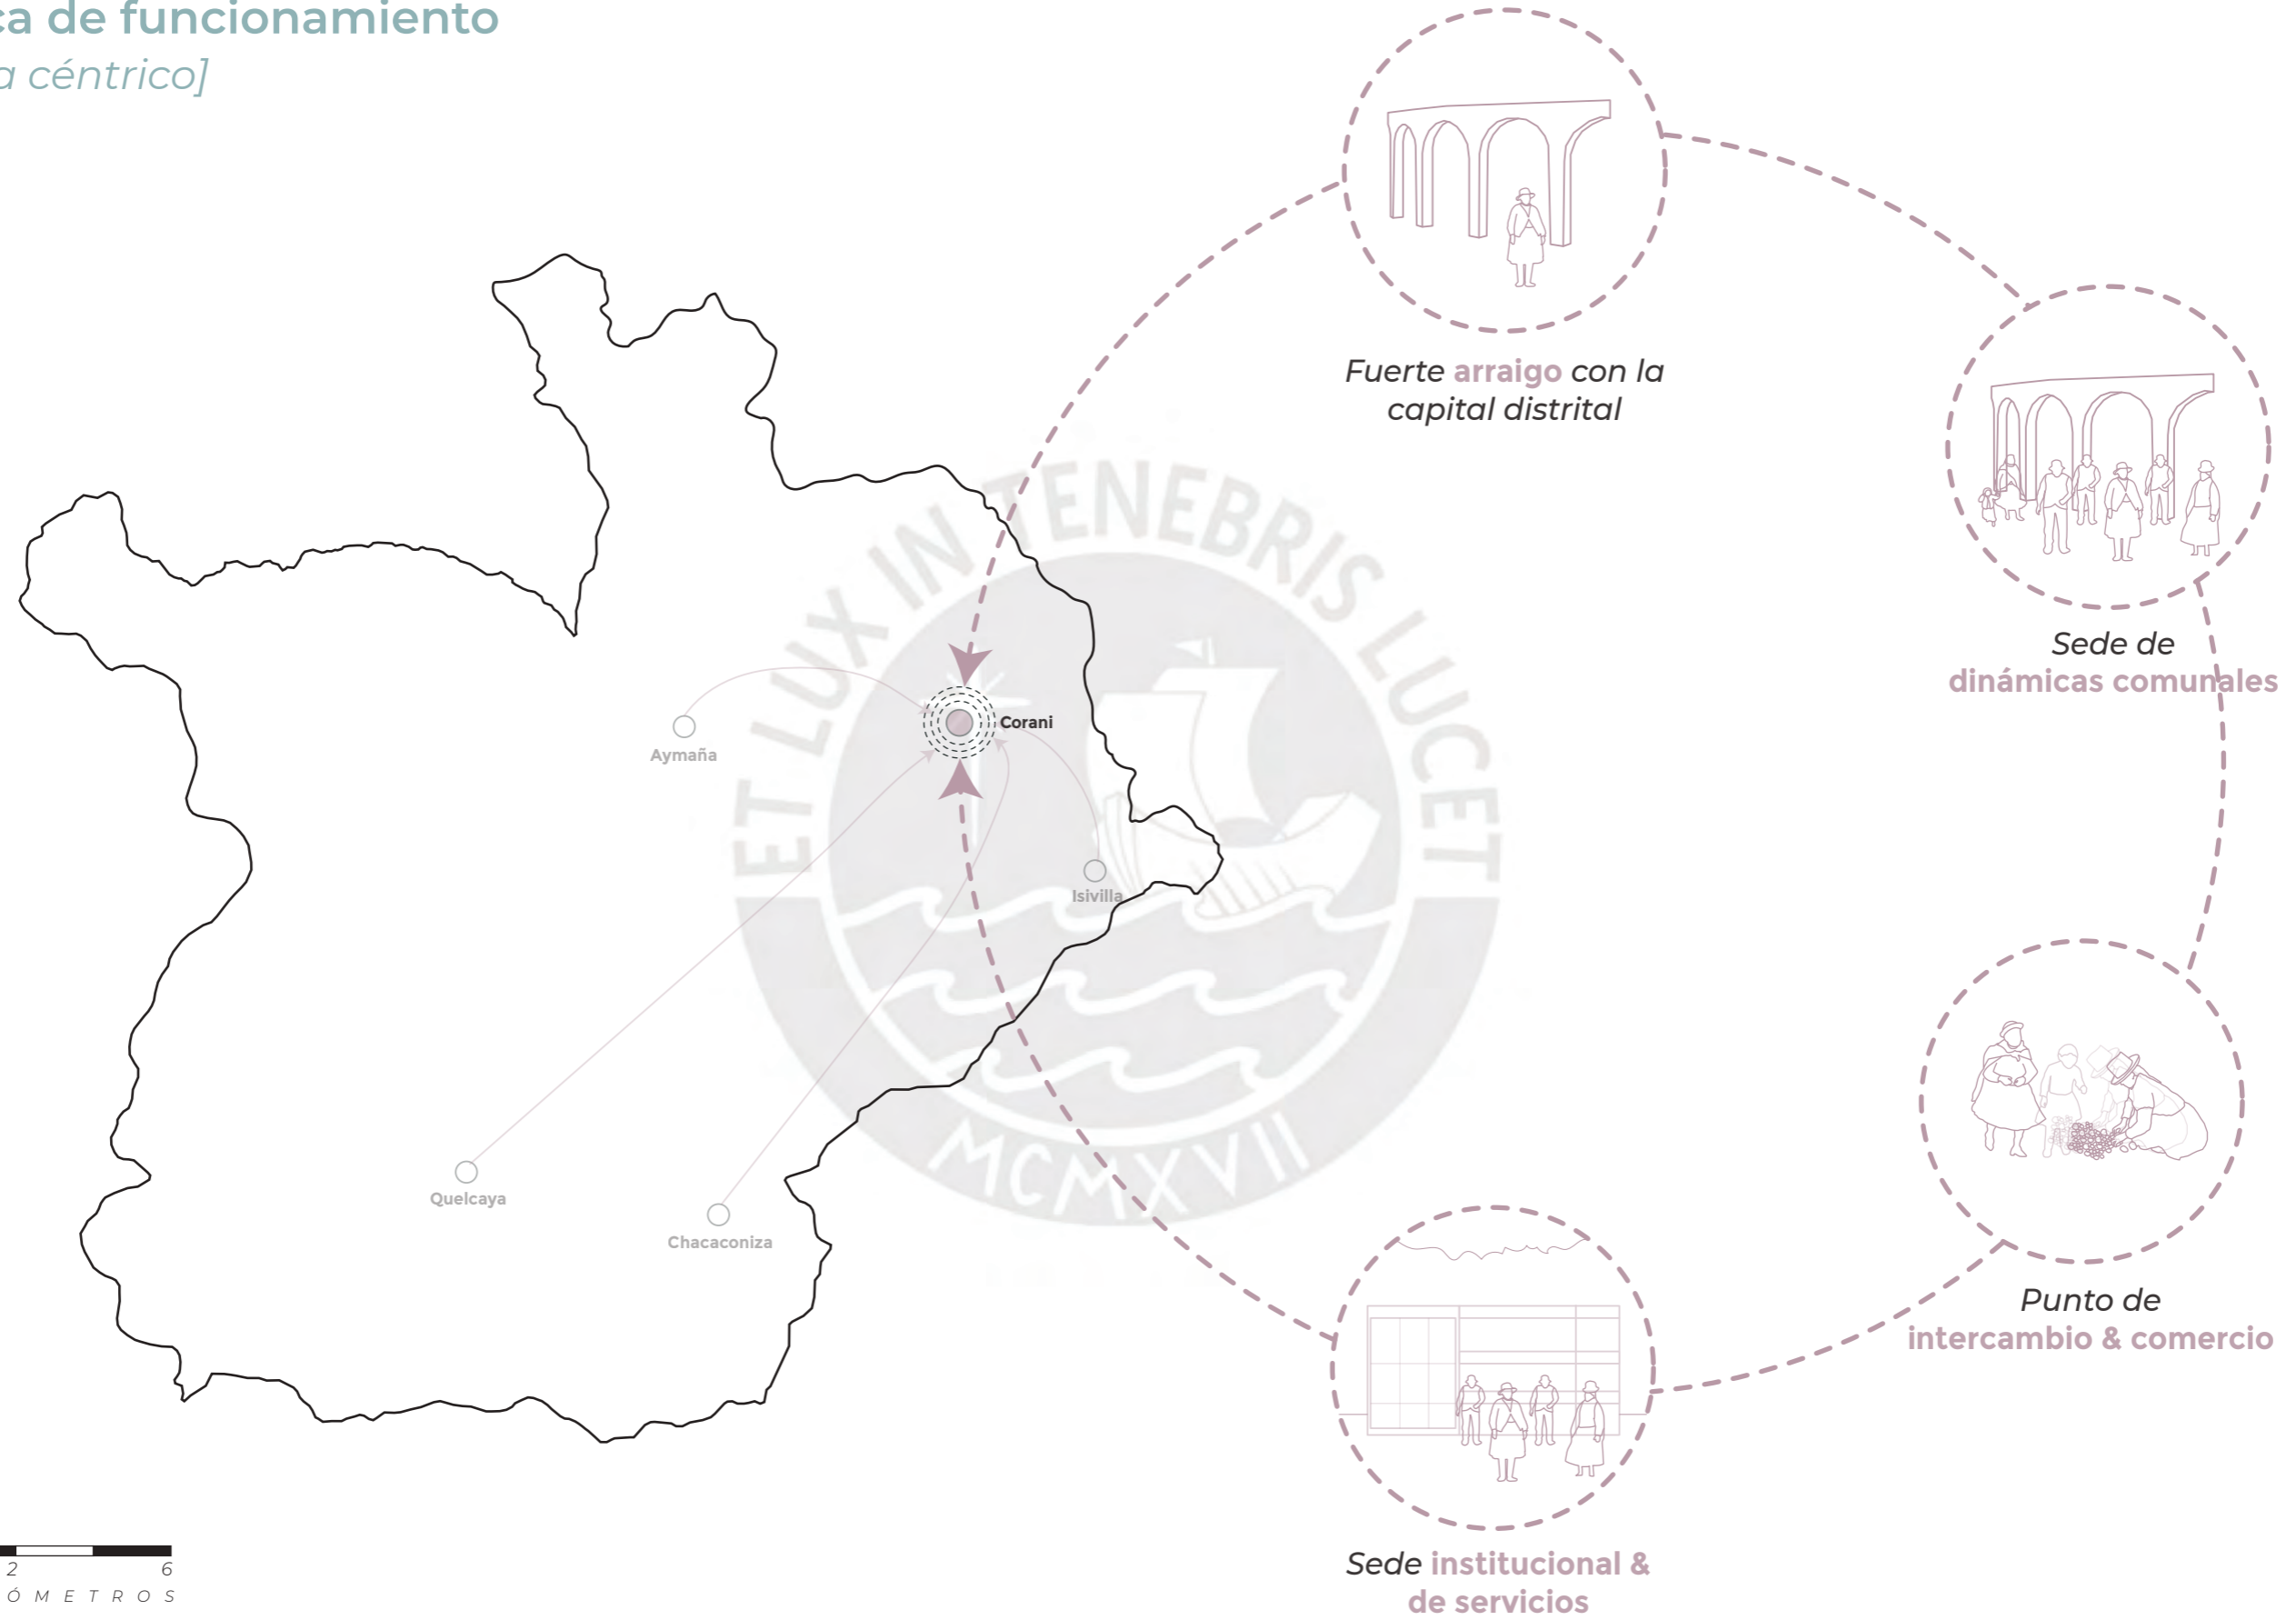 ca de funcionamiento
a céntrico]
Fuerte arraigo con la
capital distrital
Sede de
dinámicas comunales
Corani
Aymaña
Isivilla
Quelcaya
Chacaconiza
Punto de
intercambio & comercio
Sede institucional &
de servicios
2 6
ÓMETROS
ET LUX IN TENEBRIS LUCET
MCMXVII